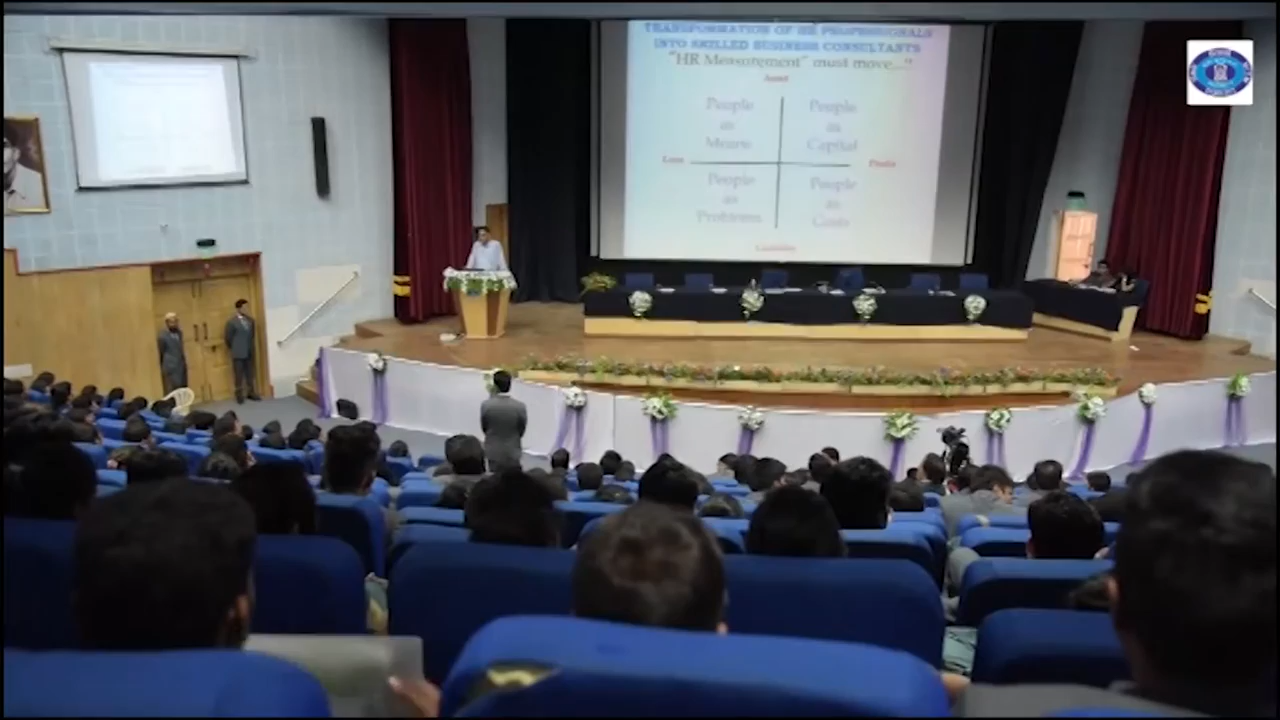 TRANSFORMATION OF HR PROFESSIONALS
INTO SKILLED BUSINESS CONSULTANTS
"HR Measurement" must move..."
People
as
Means
People
as
Capital
People
as
Problems
People
as
Costs